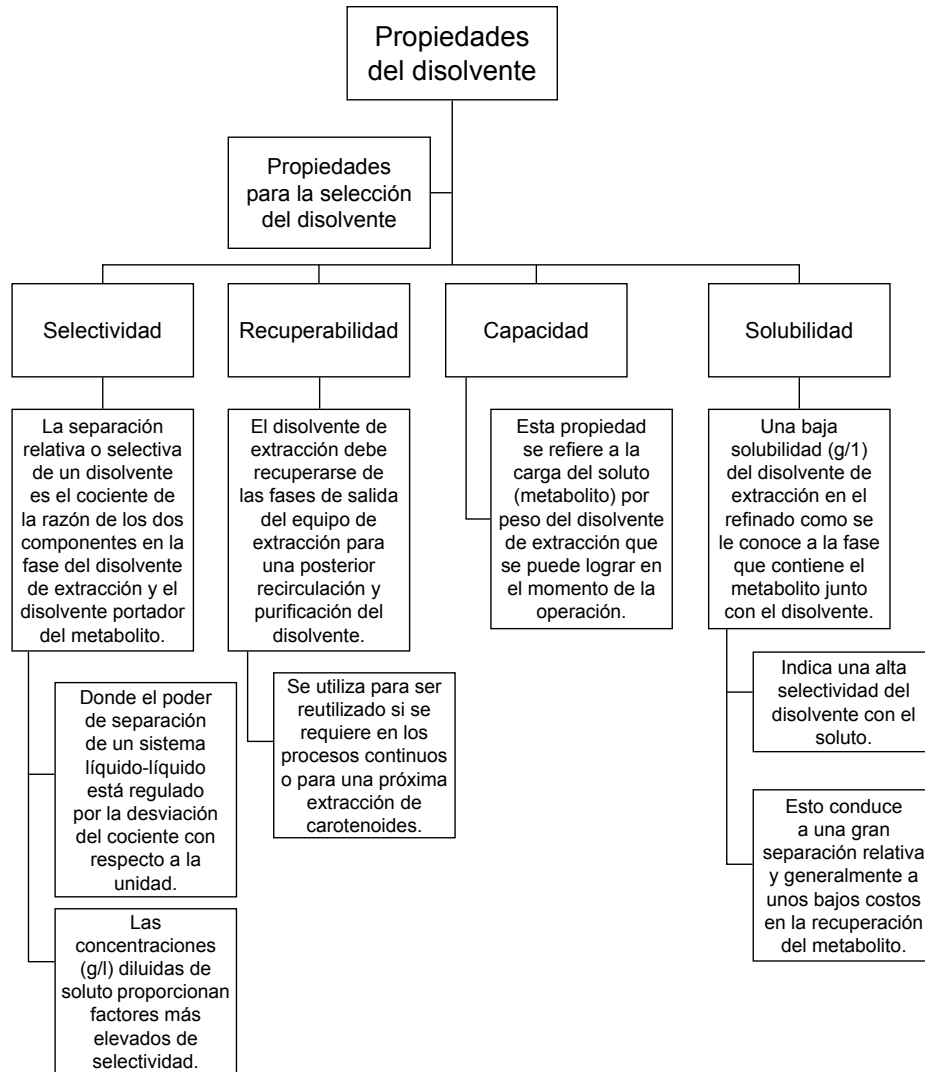 Propiedades
del disolvente
Propiedades
para la selección
del disolvente
Selectividad
Recuperabilidad
Capacidad
Solubilidad
La separación
relativa o selectiva
de un disolvente
es el cociente de
la razón de los dos
componentes en la
fase del disolvente
de extracción y el
disolvente portador
del metabolito.
El disolvente de
extracción debe
recuperarse de
las fases de salida
del equipo de
extracción para
una posterior
recirculación y
purificación del
disolvente.
Esta propiedad
se refiere a la
carga del soluto
(metabolito) por
peso del disolvente
de extracción que
se puede lograr en
el momento de la
operación.
Una baja
solubilidad (g/1)
del disolvente de
extracción en el
refinado como se
le conoce a la fase
que contiene el
metabolito junto
con el disolvente.
Donde el poder
de separación
de un sistema
líquido-líquido
está regulado
por la desviación
del cociente con
respecto a la
unidad.
Se utiliza para ser
reutilizado si se
requiere en los
procesos continuos
o para una próxima
extracción de
carotenoides.
Indica una alta
selectividad del
disolvente con el
soluto.
Esto conduce
a una gran
separación relativa
y generalmente a
unos bajos costos
en la recuperación
del metabolito.
Las
concentraciones
(g/l) diluidas de
soluto proporcionan
factores más
elevados de
selectividad.